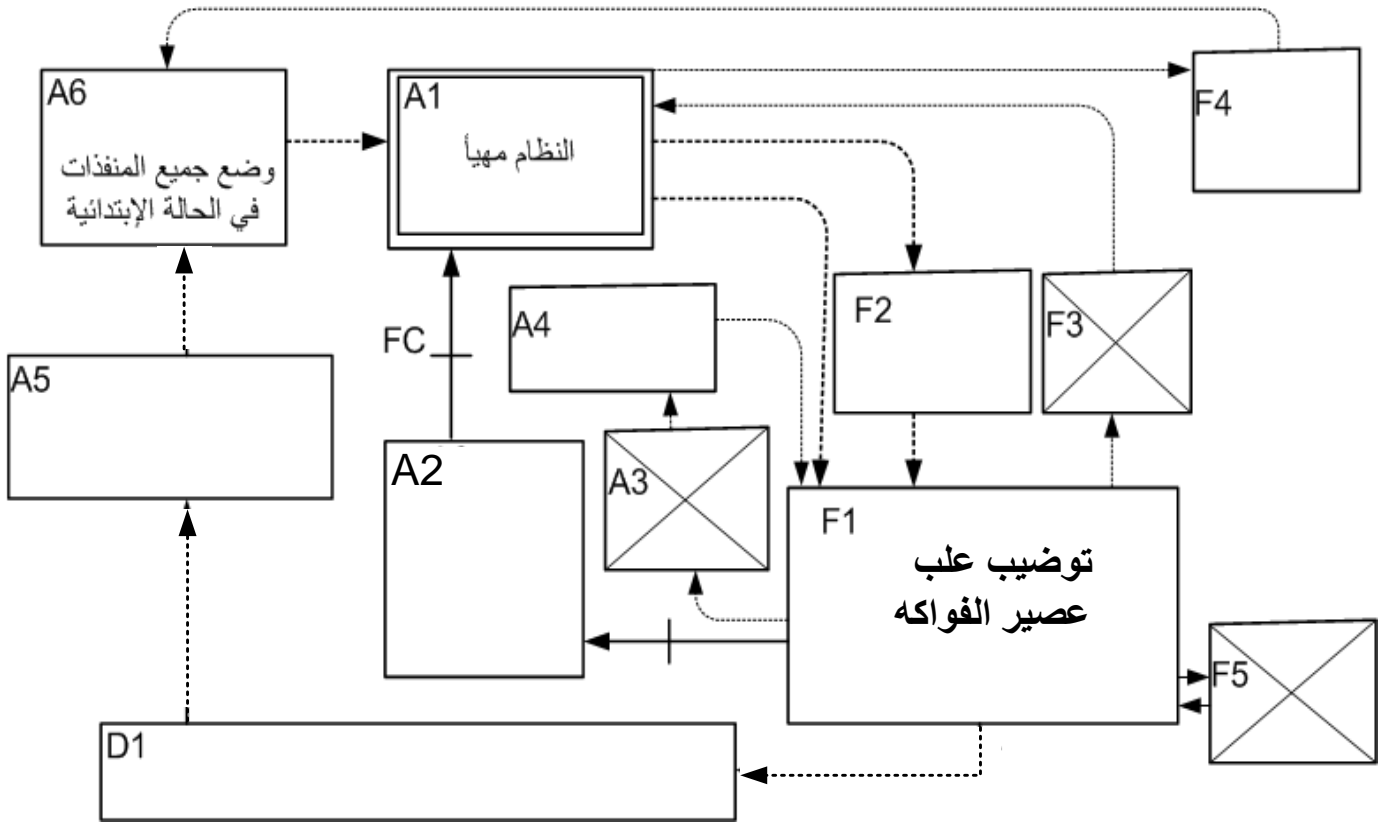 A6
وضع جميع المنفذات
في الحالة الإبتدائية
A1
النظام مهيأ
F4
A5
FC
A2
A4
A3
F2
F3
F1
توضيب علب
عصير الفواكه
F5
D1